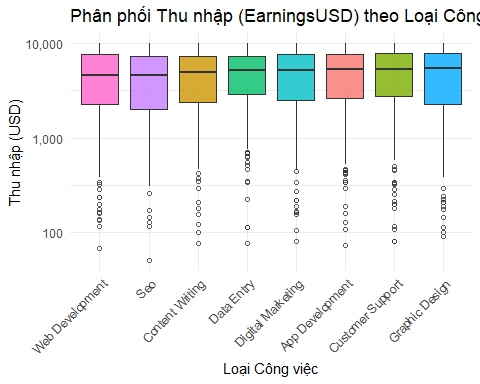 Phân phối Thu nhập (EarningsUSD) theo Loại Công
Thu nhập (USD)
10,000
1,000
100
Web Development
Seo
Content Writing
Data Entry
Digital Marketing
App Development
Customer Support
Graphic Design
Loại Công việc